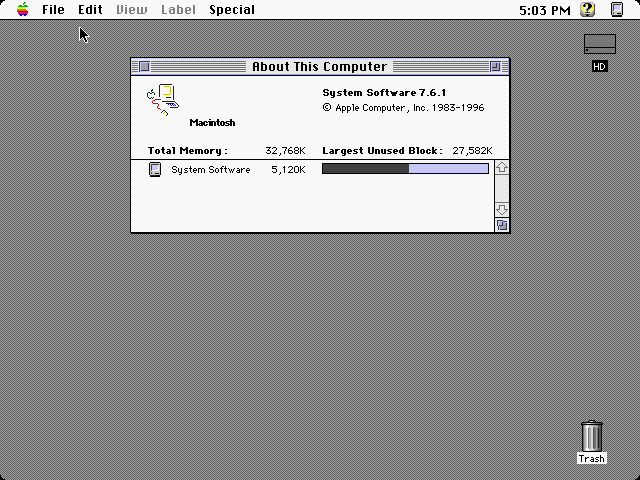 File Edit View Label Special 5:03 PM
HD
About This Computer
System Software 7.6.1
© Apple Computer, Inc. 1983-1996
Macintosh
Total Memory : 32,768K Largest Unused Block : 27,582K
System Software 5,120K
Trash